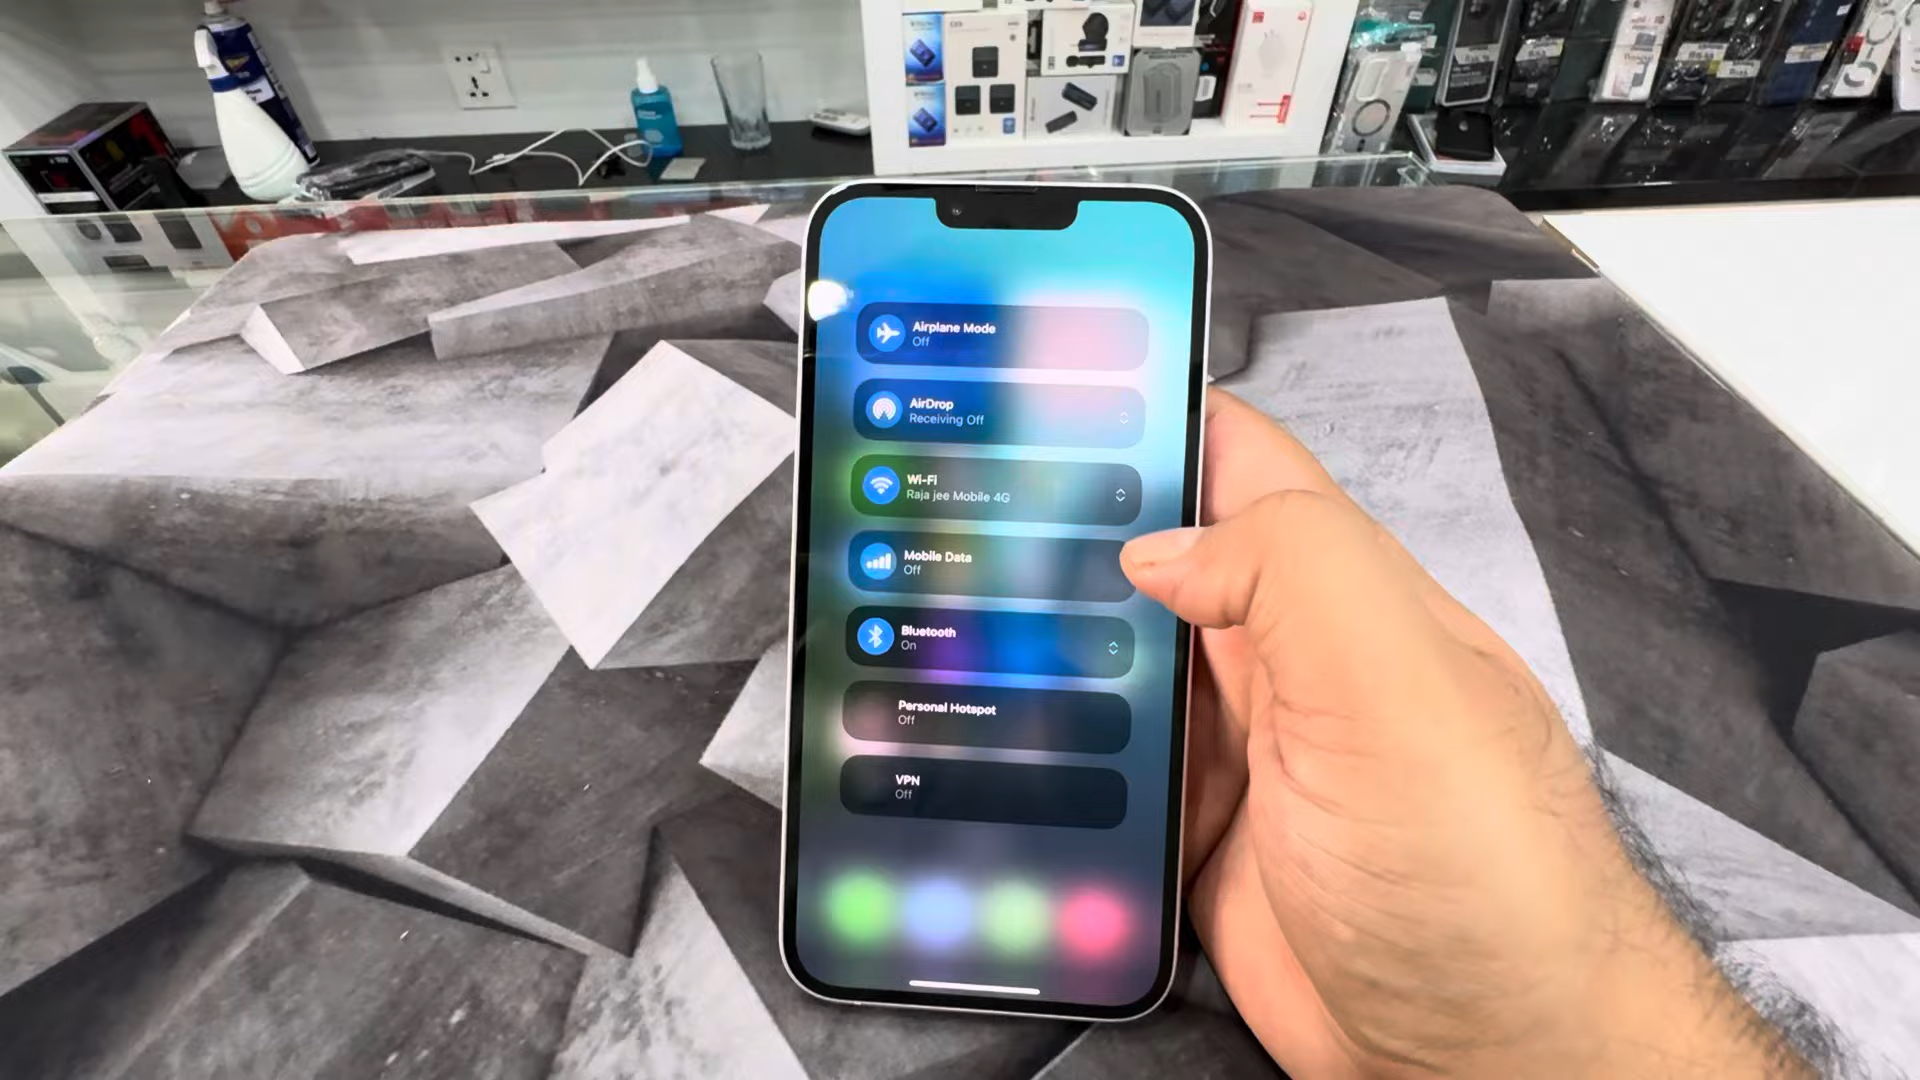 Airplane Mode
Off
AirDrop
Receiving Off
Wi-Fi
Raja jee Mobile 4G
Mobile Data
Off
Bluetooth
On
Personal Hotspot
Off
VPN
Off